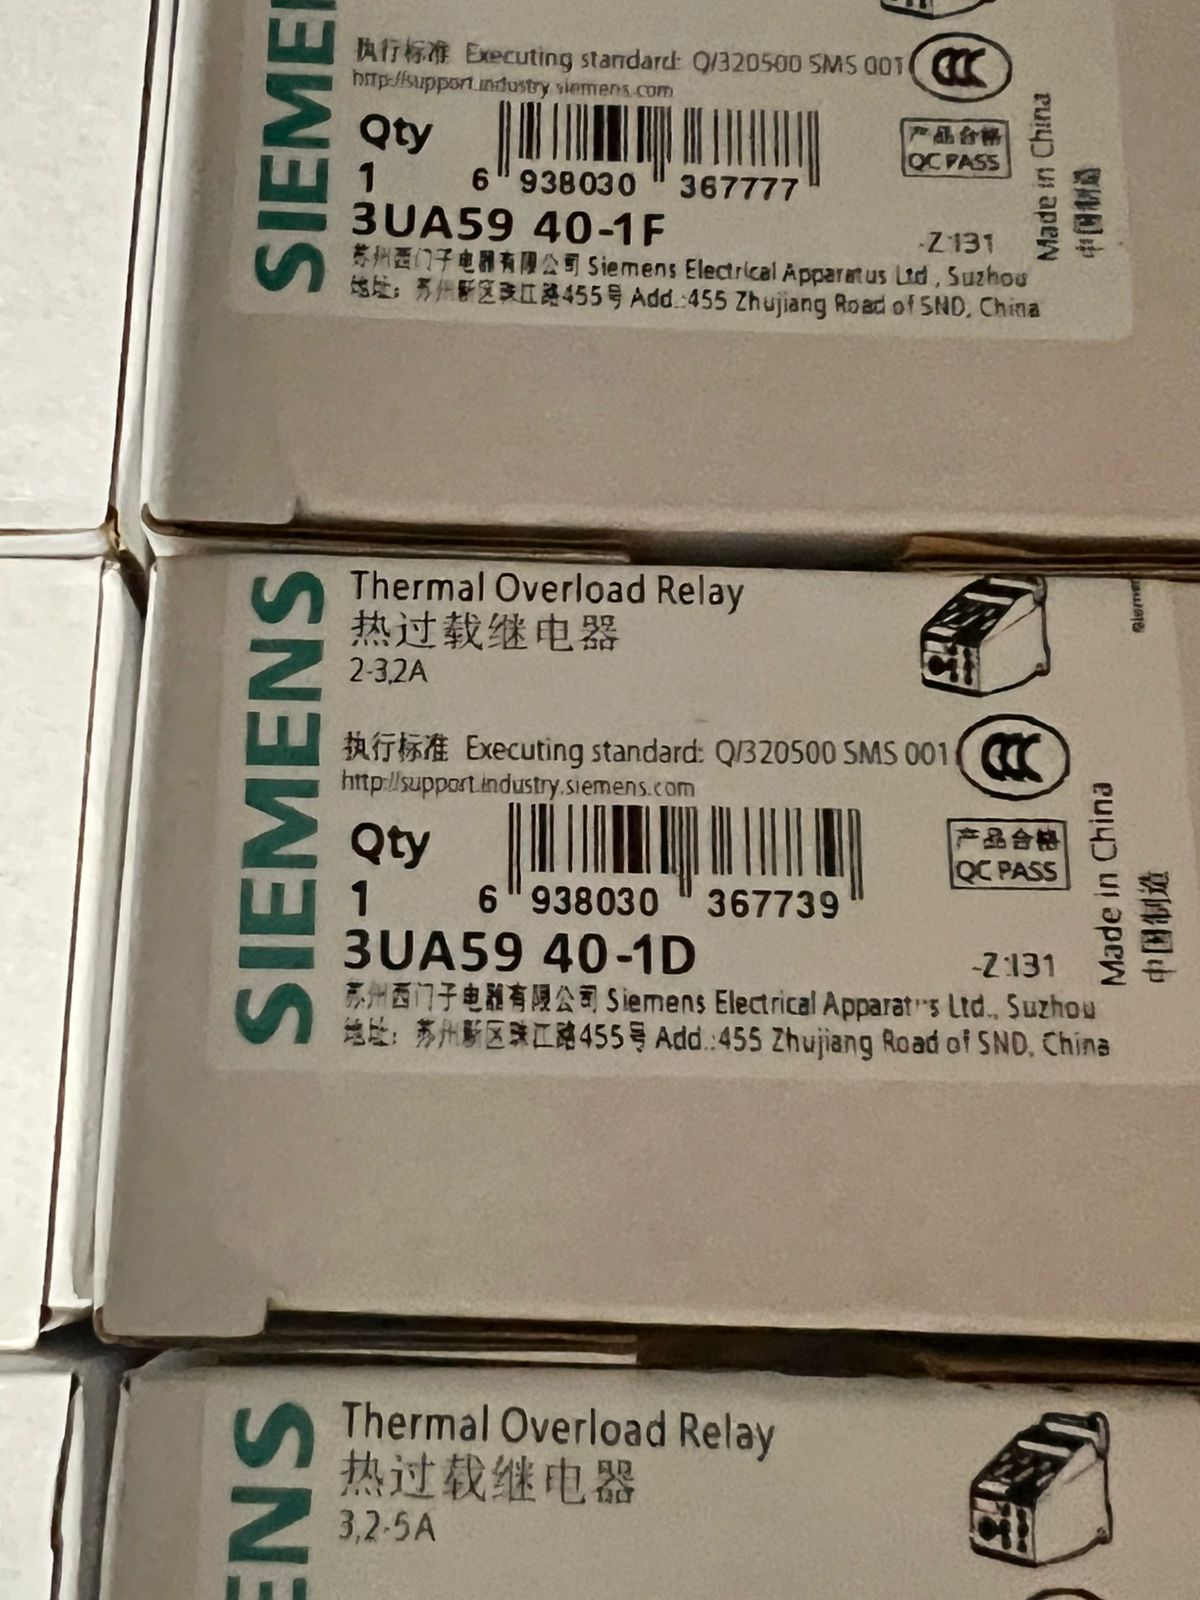 SIEMENS
执行标准 Executing standard: Q/320500 SMS 001
http://support.industry.siemens.com
Qty
1
6 938030 367777
产品合格
QC PASS
3UA59 40-1F
-Z 131
Made in China
中国制造
苏州西门子电器有限公司 Siemens Electrical Apparatus Ltd., Suzhou
地址：苏州新区珠江路455号 Add.:455 Zhujiang Road of SND, China
SIEMENS
Thermal Overload Relay
热过载继电器
2-3,2A
执行标准 Executing standard: Q/320500 SMS 001
http://support.industry.siemens.com
Qty
1
6 938030 367739
产品合格
QC PASS
3UA59 40-1D
-Z 131
Made in China
中国制造
苏州西门子电器有限公司 Siemens Electrical Ltd., Suzhou
地址：苏州新区珠江路455号 Add.:455 Zhujiang Road of SND, China
ENS
Thermal Overload Relay
热过载继电器
3,2-5A